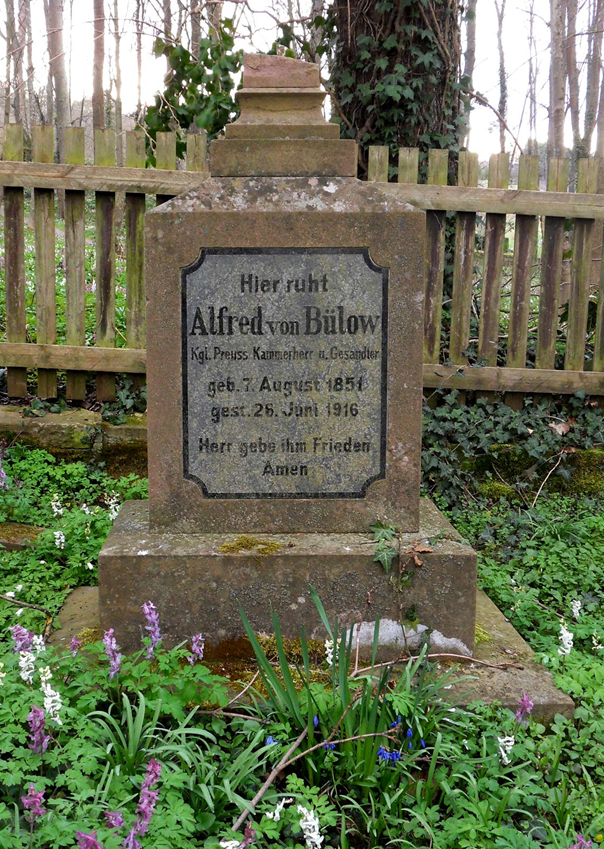 Hier ruht
Alfred von Bülow
Kgl. Preuss. Kammerherr u. Gesandter
geb. 7. August 1851
gest. 26. Juni 1916
Herr gebe ihm Frieden
Amen